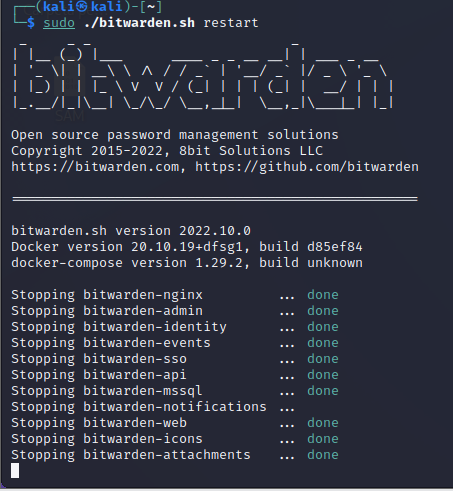 (kali㉿kali)-[~]
$ sudo ./bitwarden.sh restart
bitwarden
Open source password management solutions
Copyright 2015-2022, 8bit Solutions LLC
https://bitwarden.com, https://github.com/bitwarden
===================================================
bitwarden.sh version 2022.10.0
Docker version 20.10.19+dfsg1, build d85ef84
docker-compose version 1.29.2, build unknown
Stopping bitwarden-nginx ... done
Stopping bitwarden-admin ... done
Stopping bitwarden-identity ... done
Stopping bitwarden-events ... done
Stopping bitwarden-sso ... done
Stopping bitwarden-api ... done
Stopping bitwarden-mssql ... done
Stopping bitwarden-notifications ...
Stopping bitwarden-web ... done
Stopping bitwarden-icons ... done
Stopping bitwarden-attachments ... done